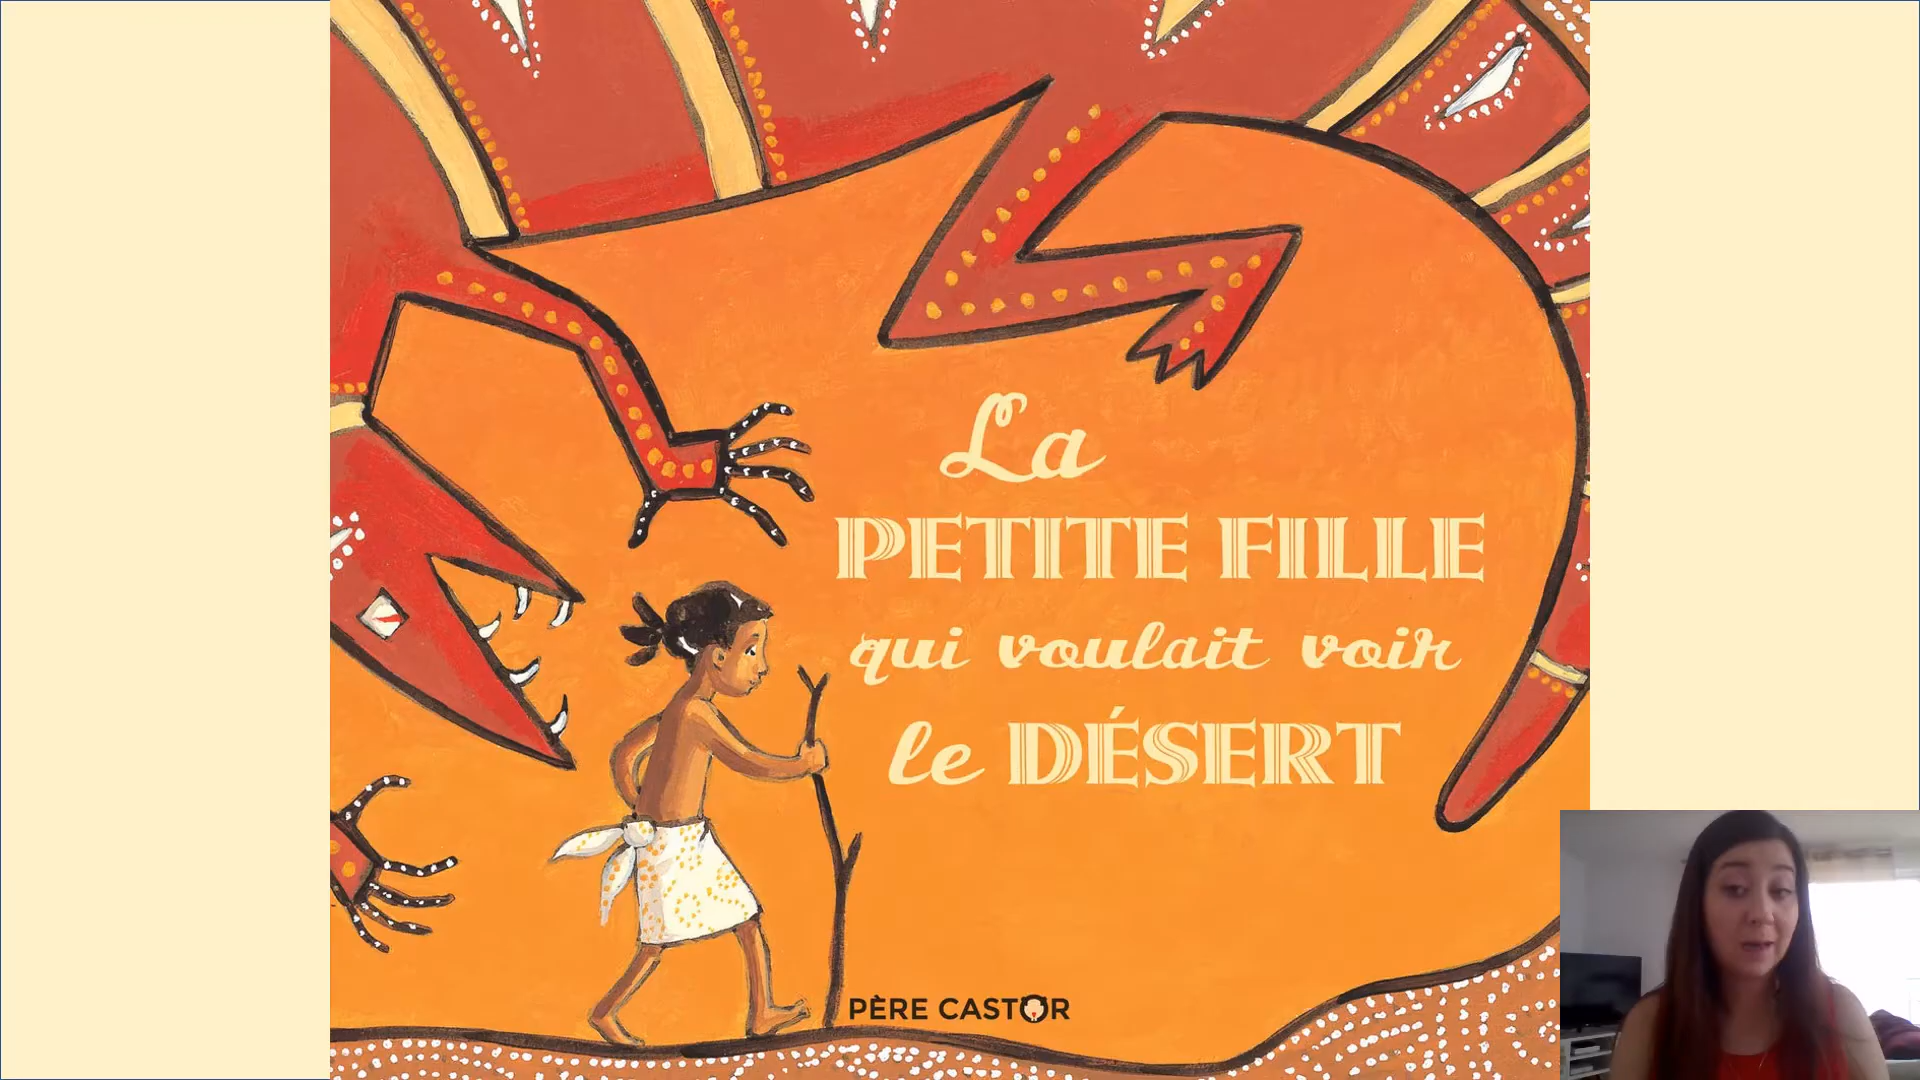 La
PETITE FILLE
qui voulait voir
le DÉSERT
PÈRE CASTOR